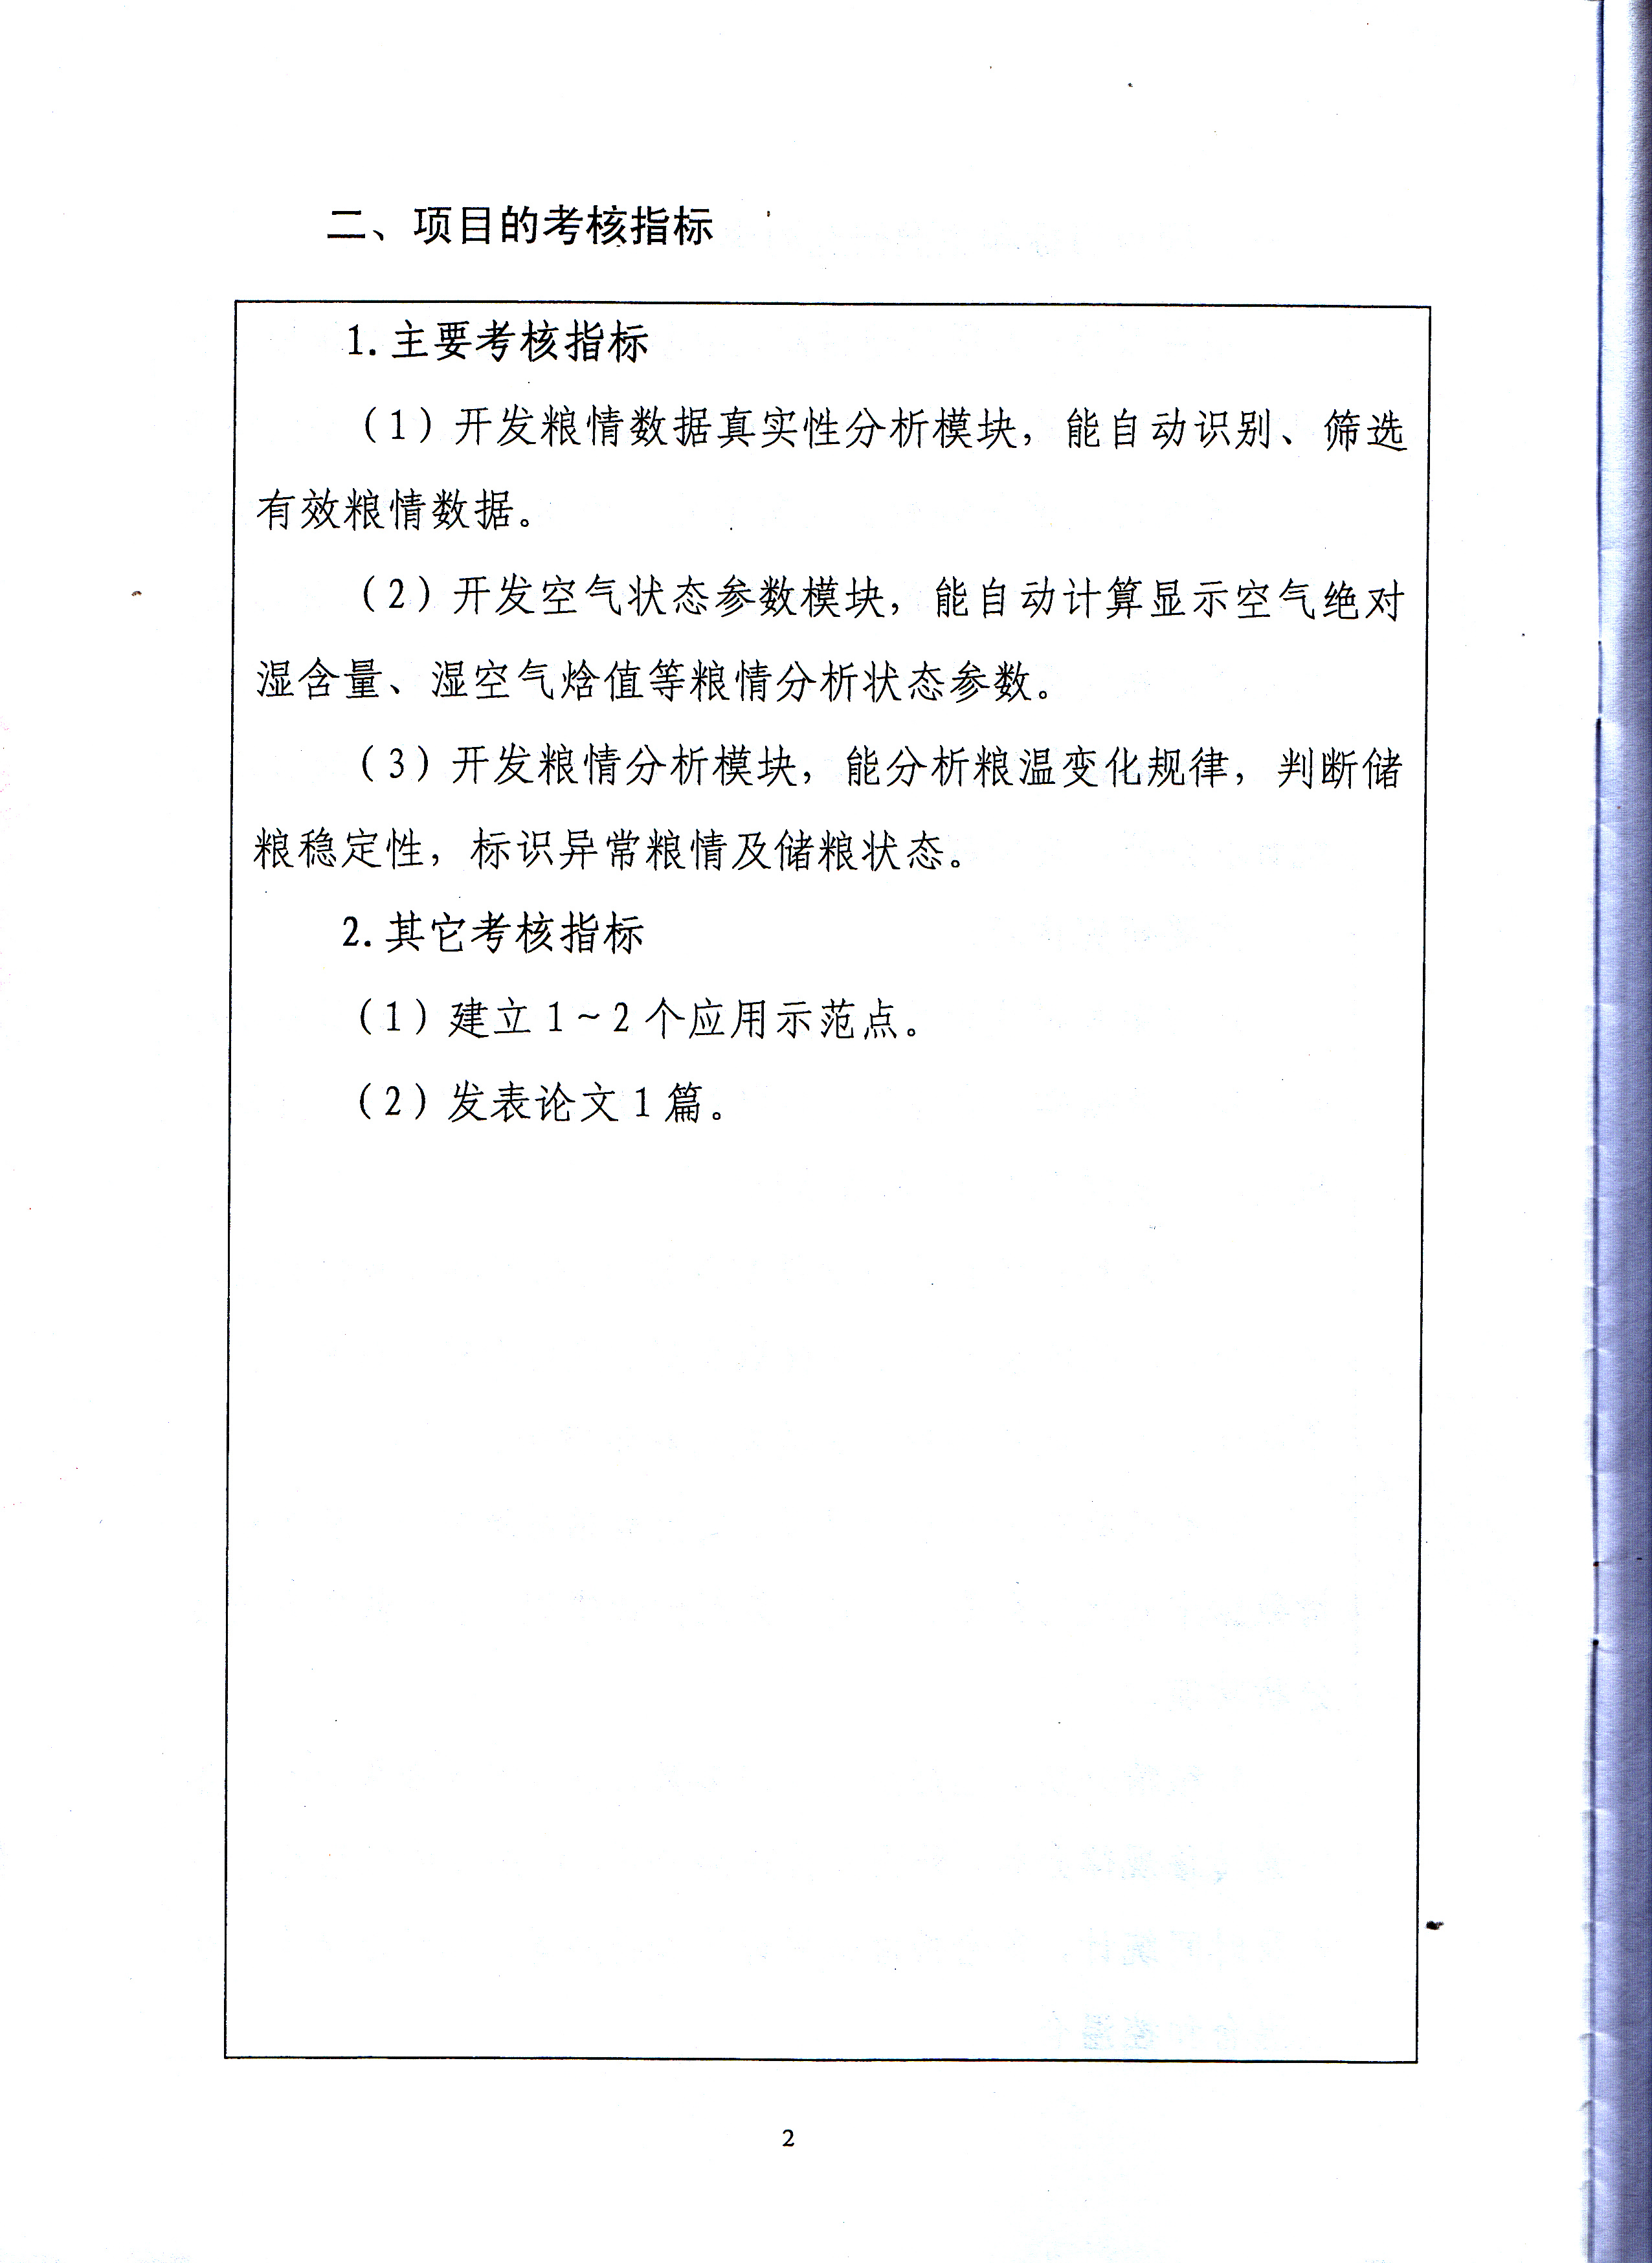 二、项目的考核指标
1.主要考核指标
（1）开发粮情数据真实性分析模块，能自动识别、筛选
有效粮情数据。
（2）开发空气状态参数模块，能自动计算显示空气绝对
湿含量、湿空气焓值等粮情分析状态参数。
（3）开发粮情分析模块，能分析粮温变化规律，判断储
粮稳定性，标识异常粮情及储粮状态。
2.其它考核指标
（1）建立1~2个应用示范点。
（2）发表论文1篇。
2